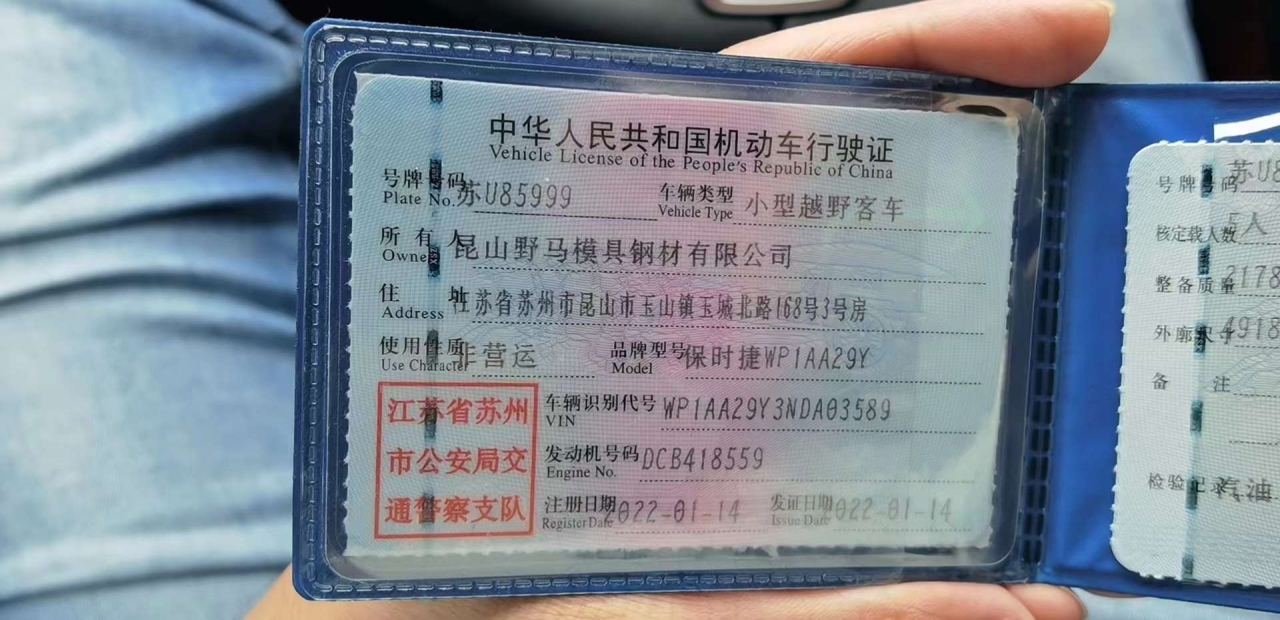 中华人民共和国机动车行驶证
Vehicle License of the People's Republic of China
号牌号码 苏U85999 车辆类型 小型越野客车
Plate No. Vehicle Type
所有人 昆山野马模具钢材有限公司
Owner
住址 江苏省苏州市昆山市玉山镇玉城北路168号3号房
Address
使用性质 非营运 品牌型号 保时捷WP1AA29Y
Use Character Model
江苏省苏州
市公安局交
通警察支队
车辆识别代号 WP1AA29Y3NDA03589
VIN
发动机号码 DCB418559
Engine No.
注册日期 2022-01-14 发证日期 2022-01-14
Register Date Issue Date
号牌号码 苏U8
核定载人数 5人
整备质量 2178
外廓尺寸 4918
备注
检验记录 汽油